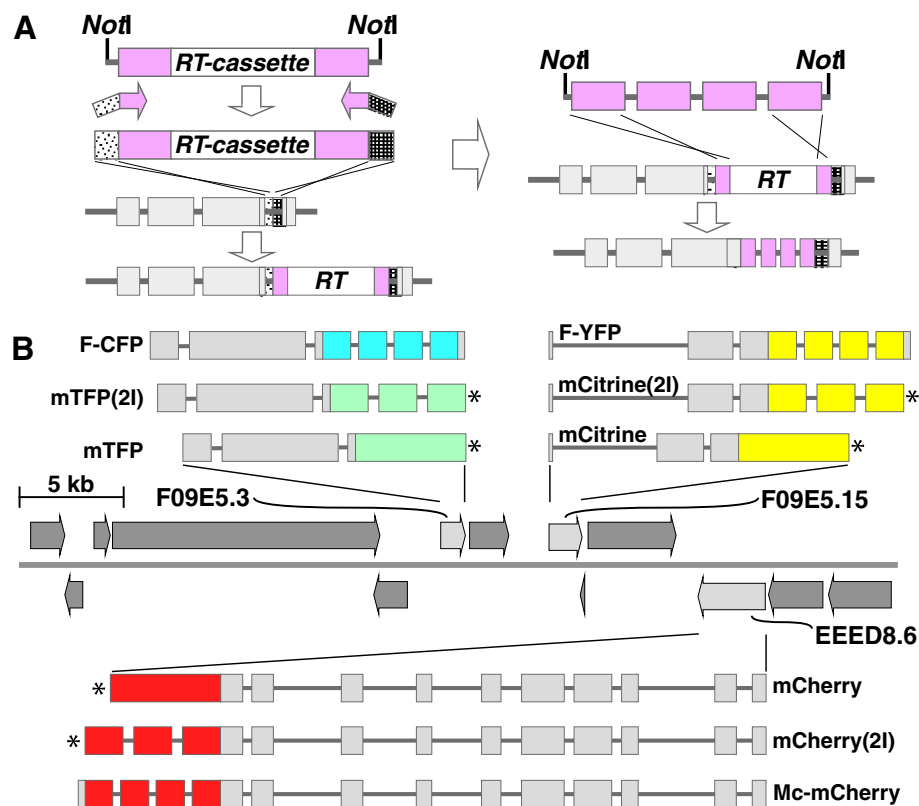 A
NotI
NotI
RT-cassette
RT-cassette
RT
NotI
NotI
RT
B
F-CFP
F-YFP
mTFP(2I)
*
mCitrine(2I)
*
mTFP
*
mCitrine
*
5 kb
F09E5.3
F09E5.15
EEED8.6
*
mCherry
*
mCherry(2I)
Mc-mCherry